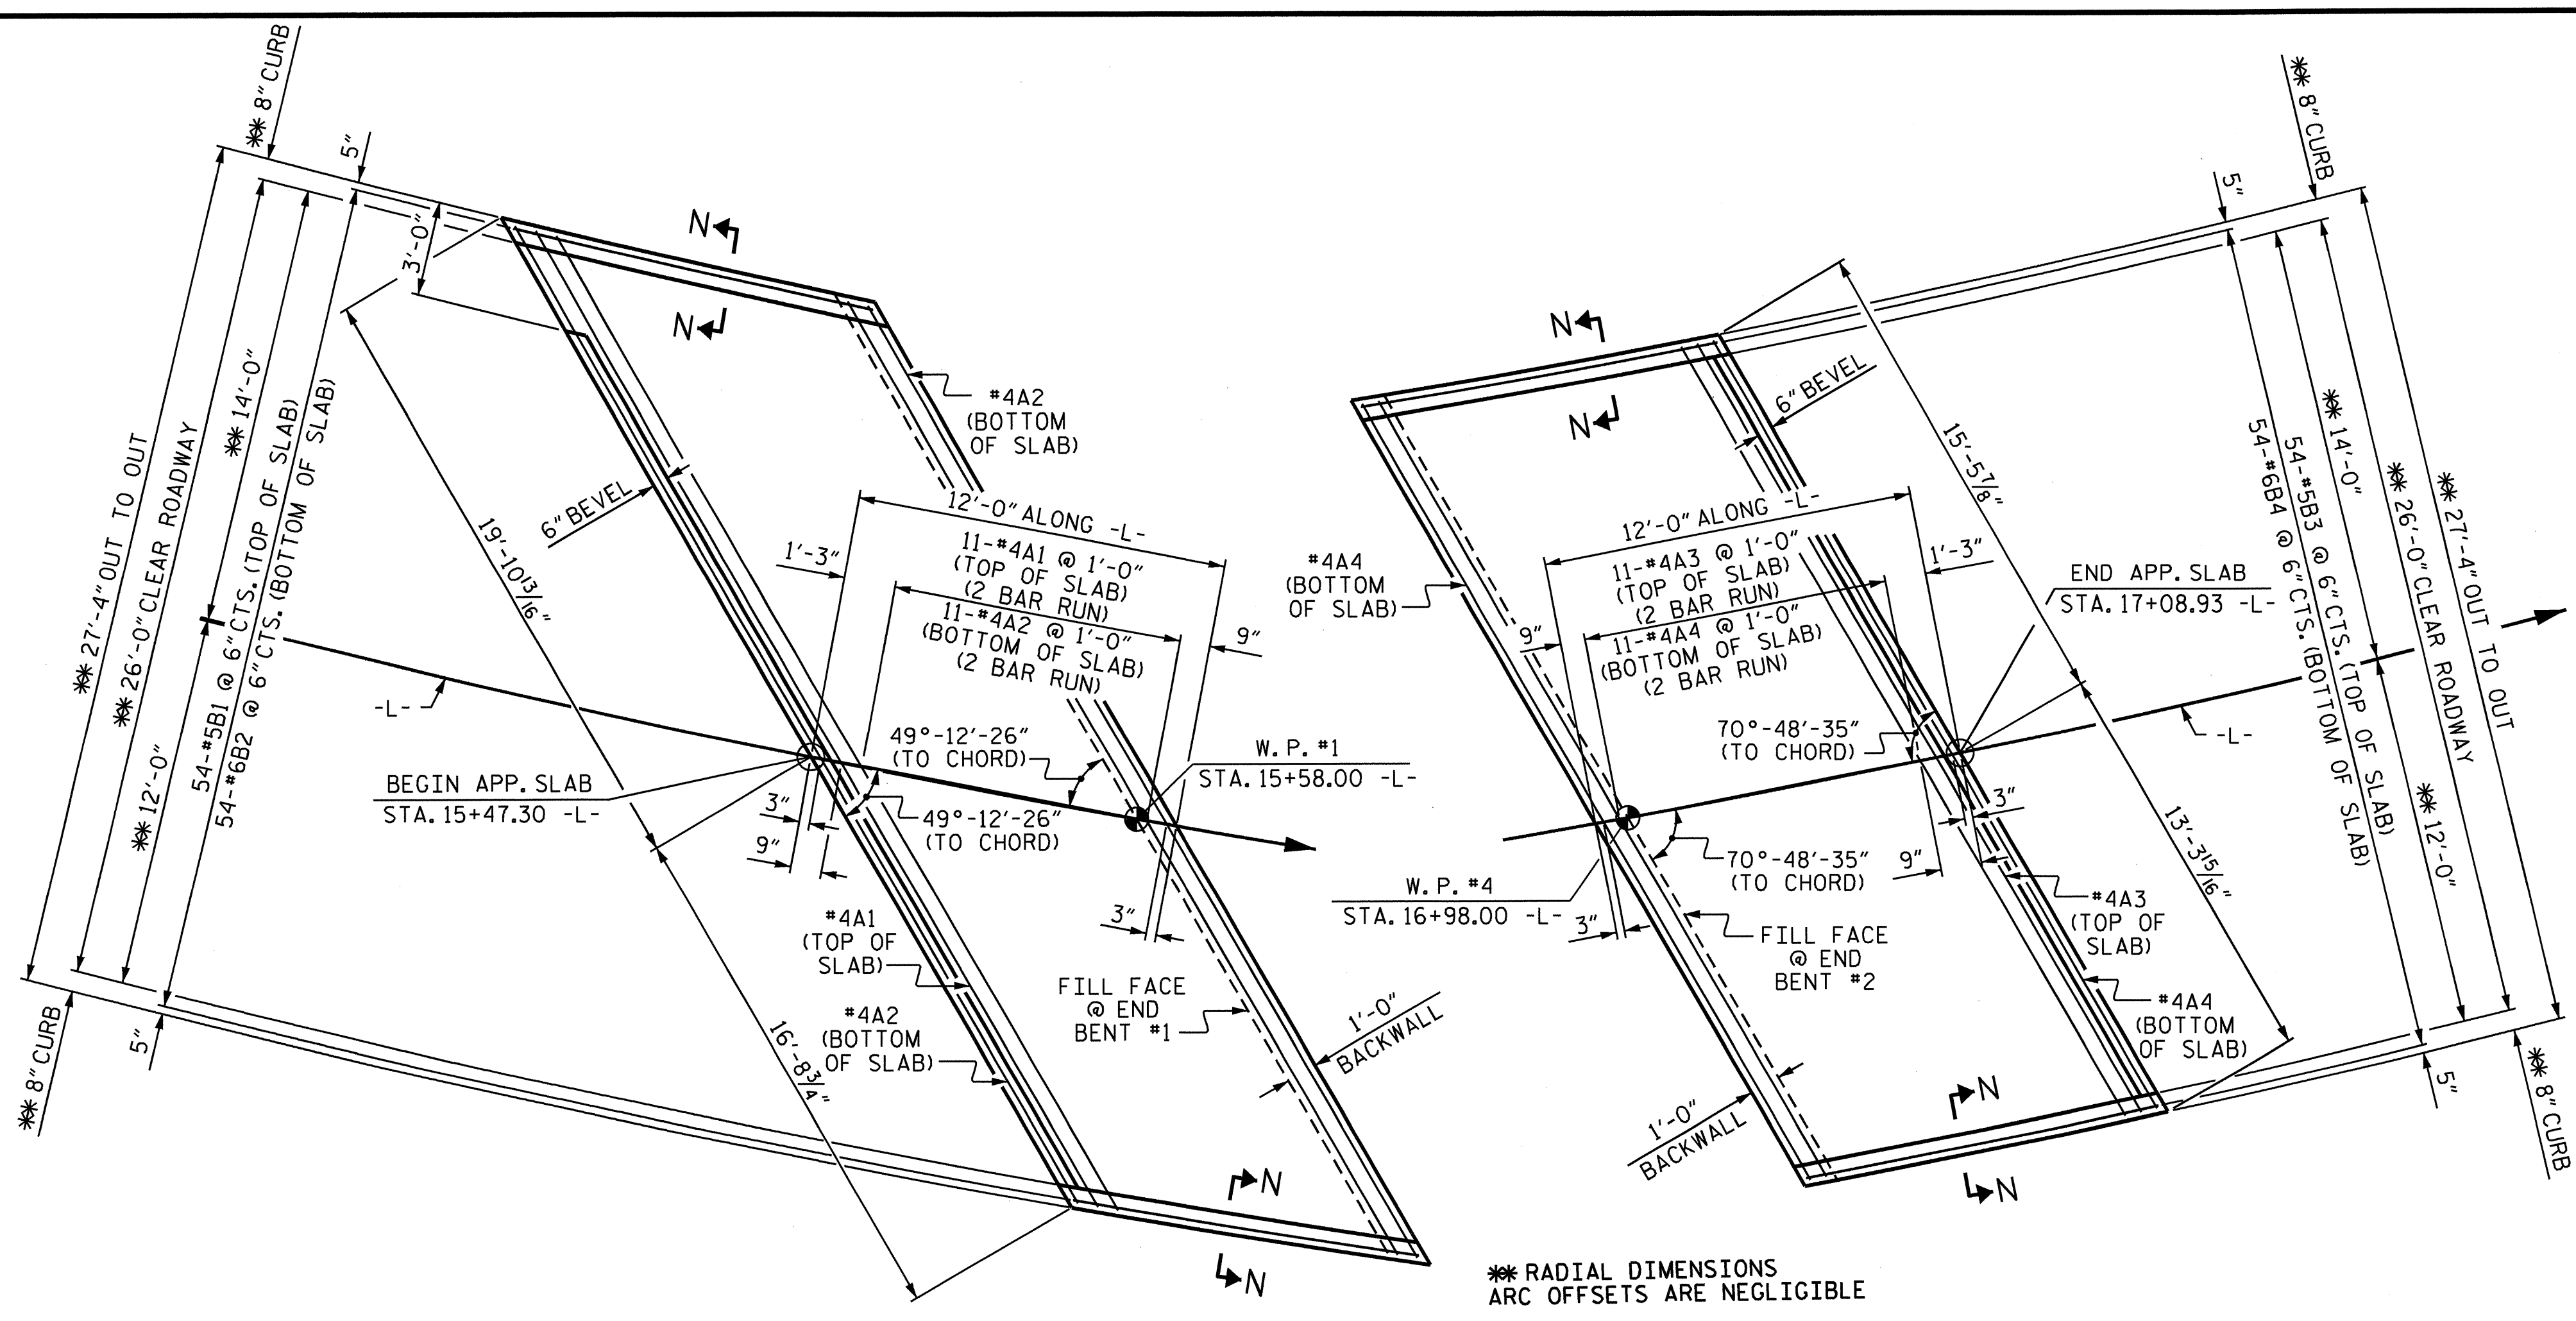 ** 8" CURB
5"
3'-0"
** 27'-4" OUT TO OUT
** 26'-0" CLEAR ROADWAY
** 14'-0"
** 12'-0"
54-#5B1 @ 6" CTS. (TOP OF SLAB)
54-#6B2 @ 6" CTS. (BOTTOM OF SLAB)
** 8" CURB
5"
N
N
#4A2
(BOTTOM
OF SLAB)
6" BEVEL
19'-10 13/16"
16'-8 3/4"
1'-3"
12'-0" ALONG -L-
11-#4A1 @ 1'-0"
(TOP OF SLAB)
(2 BAR RUN)
11-#4A2 @ 1'-0"
(BOTTOM OF SLAB)
(2 BAR RUN)
9"
-L-
BEGIN APP. SLAB
STA. 15+47.30 -L-
49°-12'-26"
(TO CHORD)
49°-12'-26"
(TO CHORD)
W.P. #1
STA. 15+58.00 -L-
3"
9"
3"
#4A1
(TOP OF
SLAB)
#4A2
(BOTTOM
OF SLAB)
FILL FACE
@ END
BENT #1
1'-0"
BACKWALL
N
N
N
N
#4A4
(BOTTOM
OF SLAB)
6" BEVEL
12'-0" ALONG -L-
11-#4A3 @ 1'-0"
(TOP OF SLAB)
(2 BAR RUN)
11-#4A4 @ 1'-0"
(BOTTOM OF SLAB)
(2 BAR RUN)
9"
1'-3"
15'-5 7/8"
13'-3 15/16"
END APP. SLAB
STA. 17+08.93 -L-
70°-48'-35"
(TO CHORD)
70°-48'-35"
(TO CHORD)
W.P. #4
STA. 16+98.00 -L-
3"
9"
3"
-L-
FILL FACE
@ END
BENT #2
#4A3
(TOP OF
SLAB)
#4A4
(BOTTOM
OF SLAB)
1'-0"
BACKWALL
N
N
** 8" CURB
5"
54-#6B4 @ 6" CTS. (BOTTOM OF SLAB)
54-#5B3 @ 6" CTS. (TOP OF SLAB)
** 14'-0"
** 12'-0"
** 26'-0" CLEAR ROADWAY
** 27'-4" OUT TO OUT
5"
** 8" CURB
** RADIAL DIMENSIONS
ARC OFFSETS ARE NEGLIGIBLE